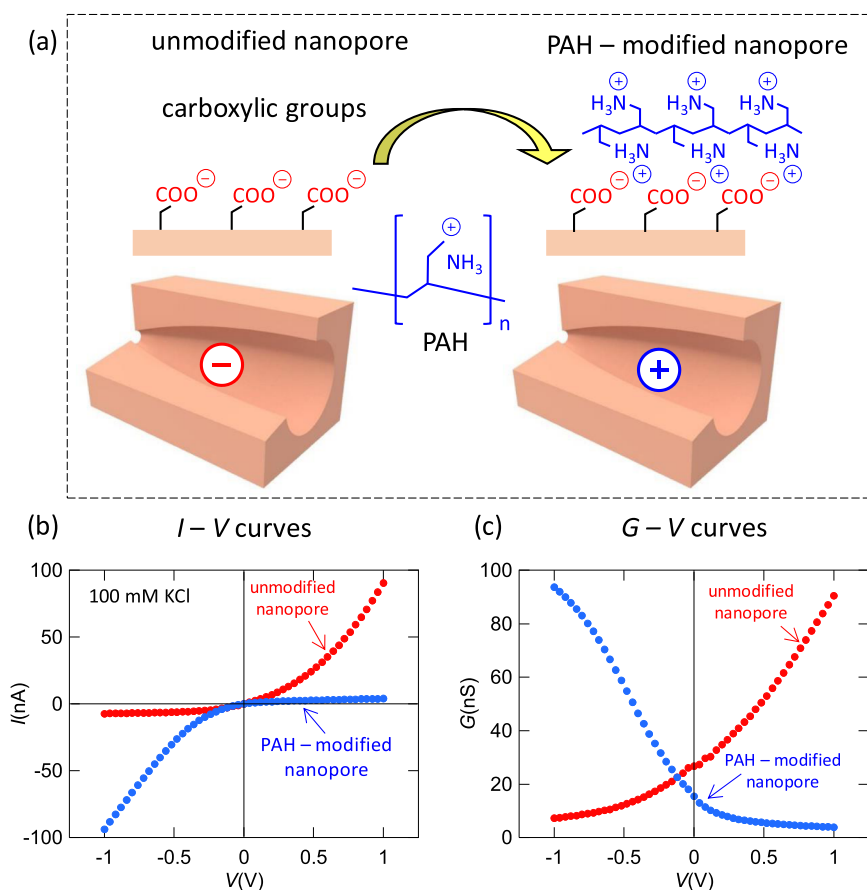 (a)
unmodified nanopore
PAH – modified nanopore
carboxylic groups
⊕ ⊕ ⊕
H₃N H₃N H₃N
H₃N H₃N H₃N
⊕ ⊕ ⊕
COO⊖ COO⊖ COO⊖
COO⊖ COO⊖ COO⊖
⊕
NH₃
n
PAH
−
+
(b)
I – V curves
100 mM KCl
unmodified
nanopore
PAH – modified
nanopore
100
50
0
-50
-100
I(nA)
-1 -0.5 0 0.5 1
V(V)
(c)
G – V curves
unmodified
nanopore
PAH – modified
nanopore
100
80
60
40
20
0
G(nS)
-1 -0.5 0 0.5 1
V(V)